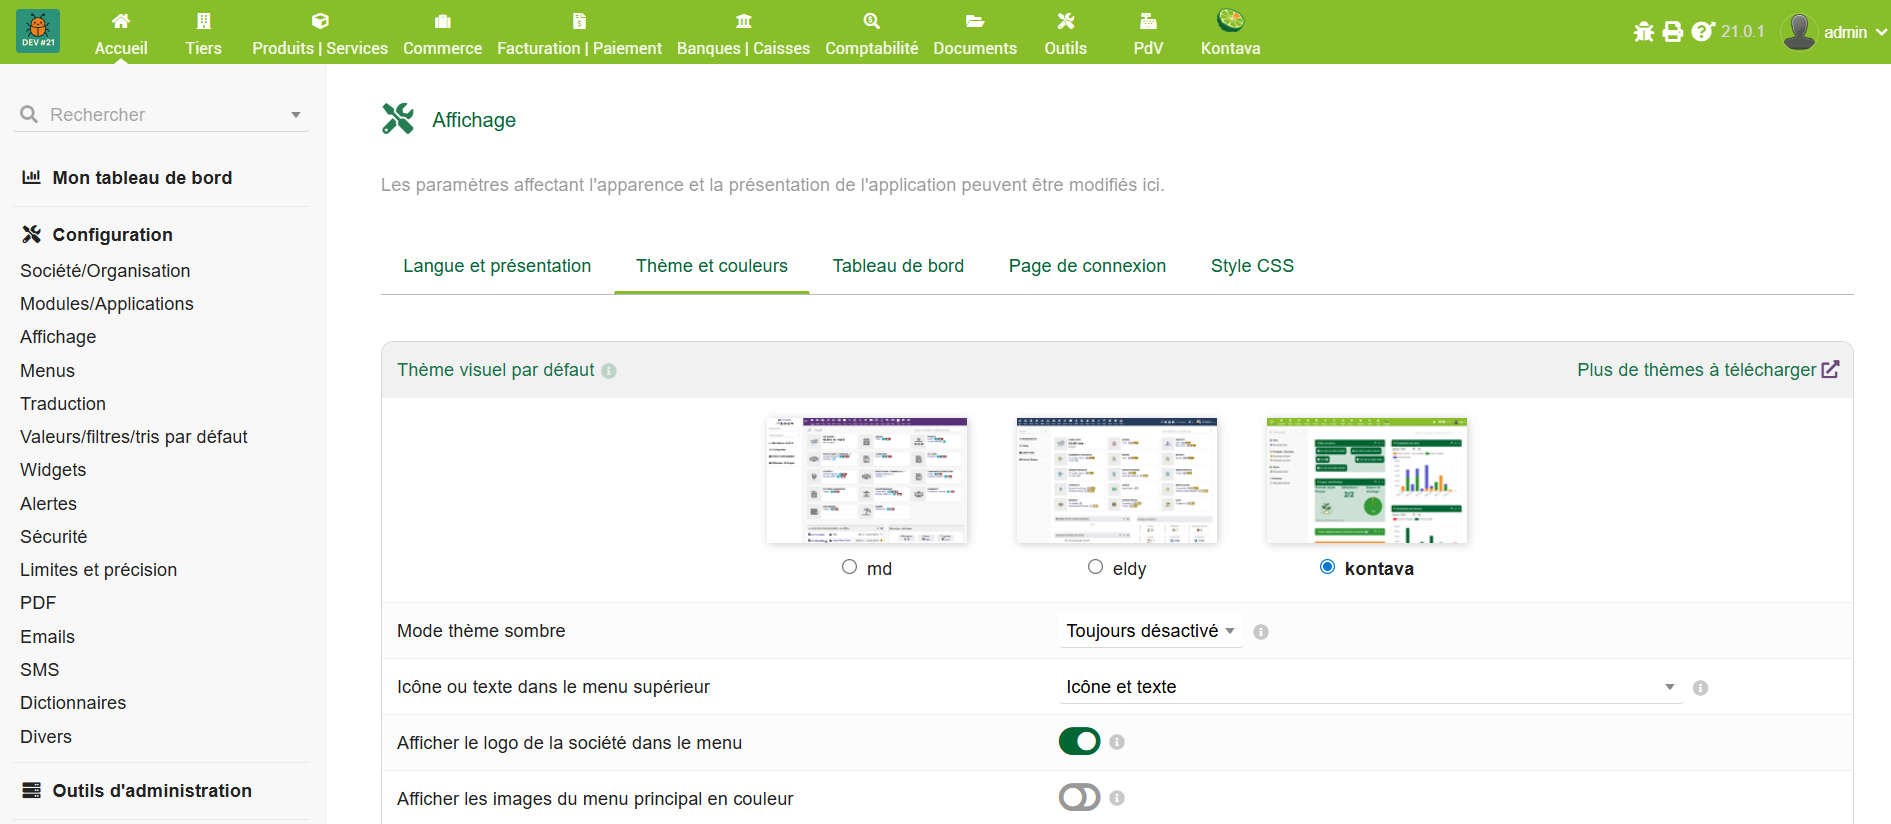 DEV #21
Accueil
Tiers
Produits | Services
Commerce
Facturation | Paiement
Banques | Caisses
Comptabilité
Documents
Outils
PdV
Kontava
21.0.1
admin
Rechercher
Mon tableau de bord
Configuration
Société/Organisation
Modules/Applications
Affichage
Menus
Traduction
Valeurs/filtres/tris par défaut
Widgets
Alertes
Sécurité
Limites et précision
PDF
Emails
SMS
Dictionnaires
Divers
Outils d'administration
Affichage
Les paramètres affectant l'apparence et la présentation de l'application peuvent être modifiés ici.
Langue et présentation
Thème et couleurs
Tableau de bord
Page de connexion
Style CSS
Thème visuel par défaut
Plus de thèmes à télécharger
2/2
md
eldy
kontava
Mode thème sombre
Toujours désactivé
Icône ou texte dans le menu supérieur
Icône et texte
Afficher le logo de la société dans le menu
Afficher les images du menu principal en couleur